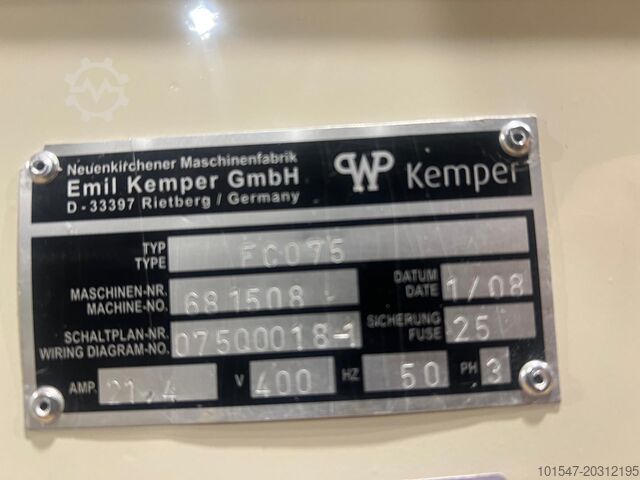 Neuenkirchener Maschinenfabrik
Emil Kemper GmbH
D-33397 Rietberg / Germany
WP Kemper
TYP
TYPE
FC075
MASCHINEN-NR.
MACHINE-NO.
681508
DATUM
DATE
1/08
SCHALTPLAN-NR.
WIRING DIAGRAM-NO.
07500018-1
SICHERUNG
FUSE
25
AMP. 21.4 V 400 HZ 50 PH 3
101547-20312195